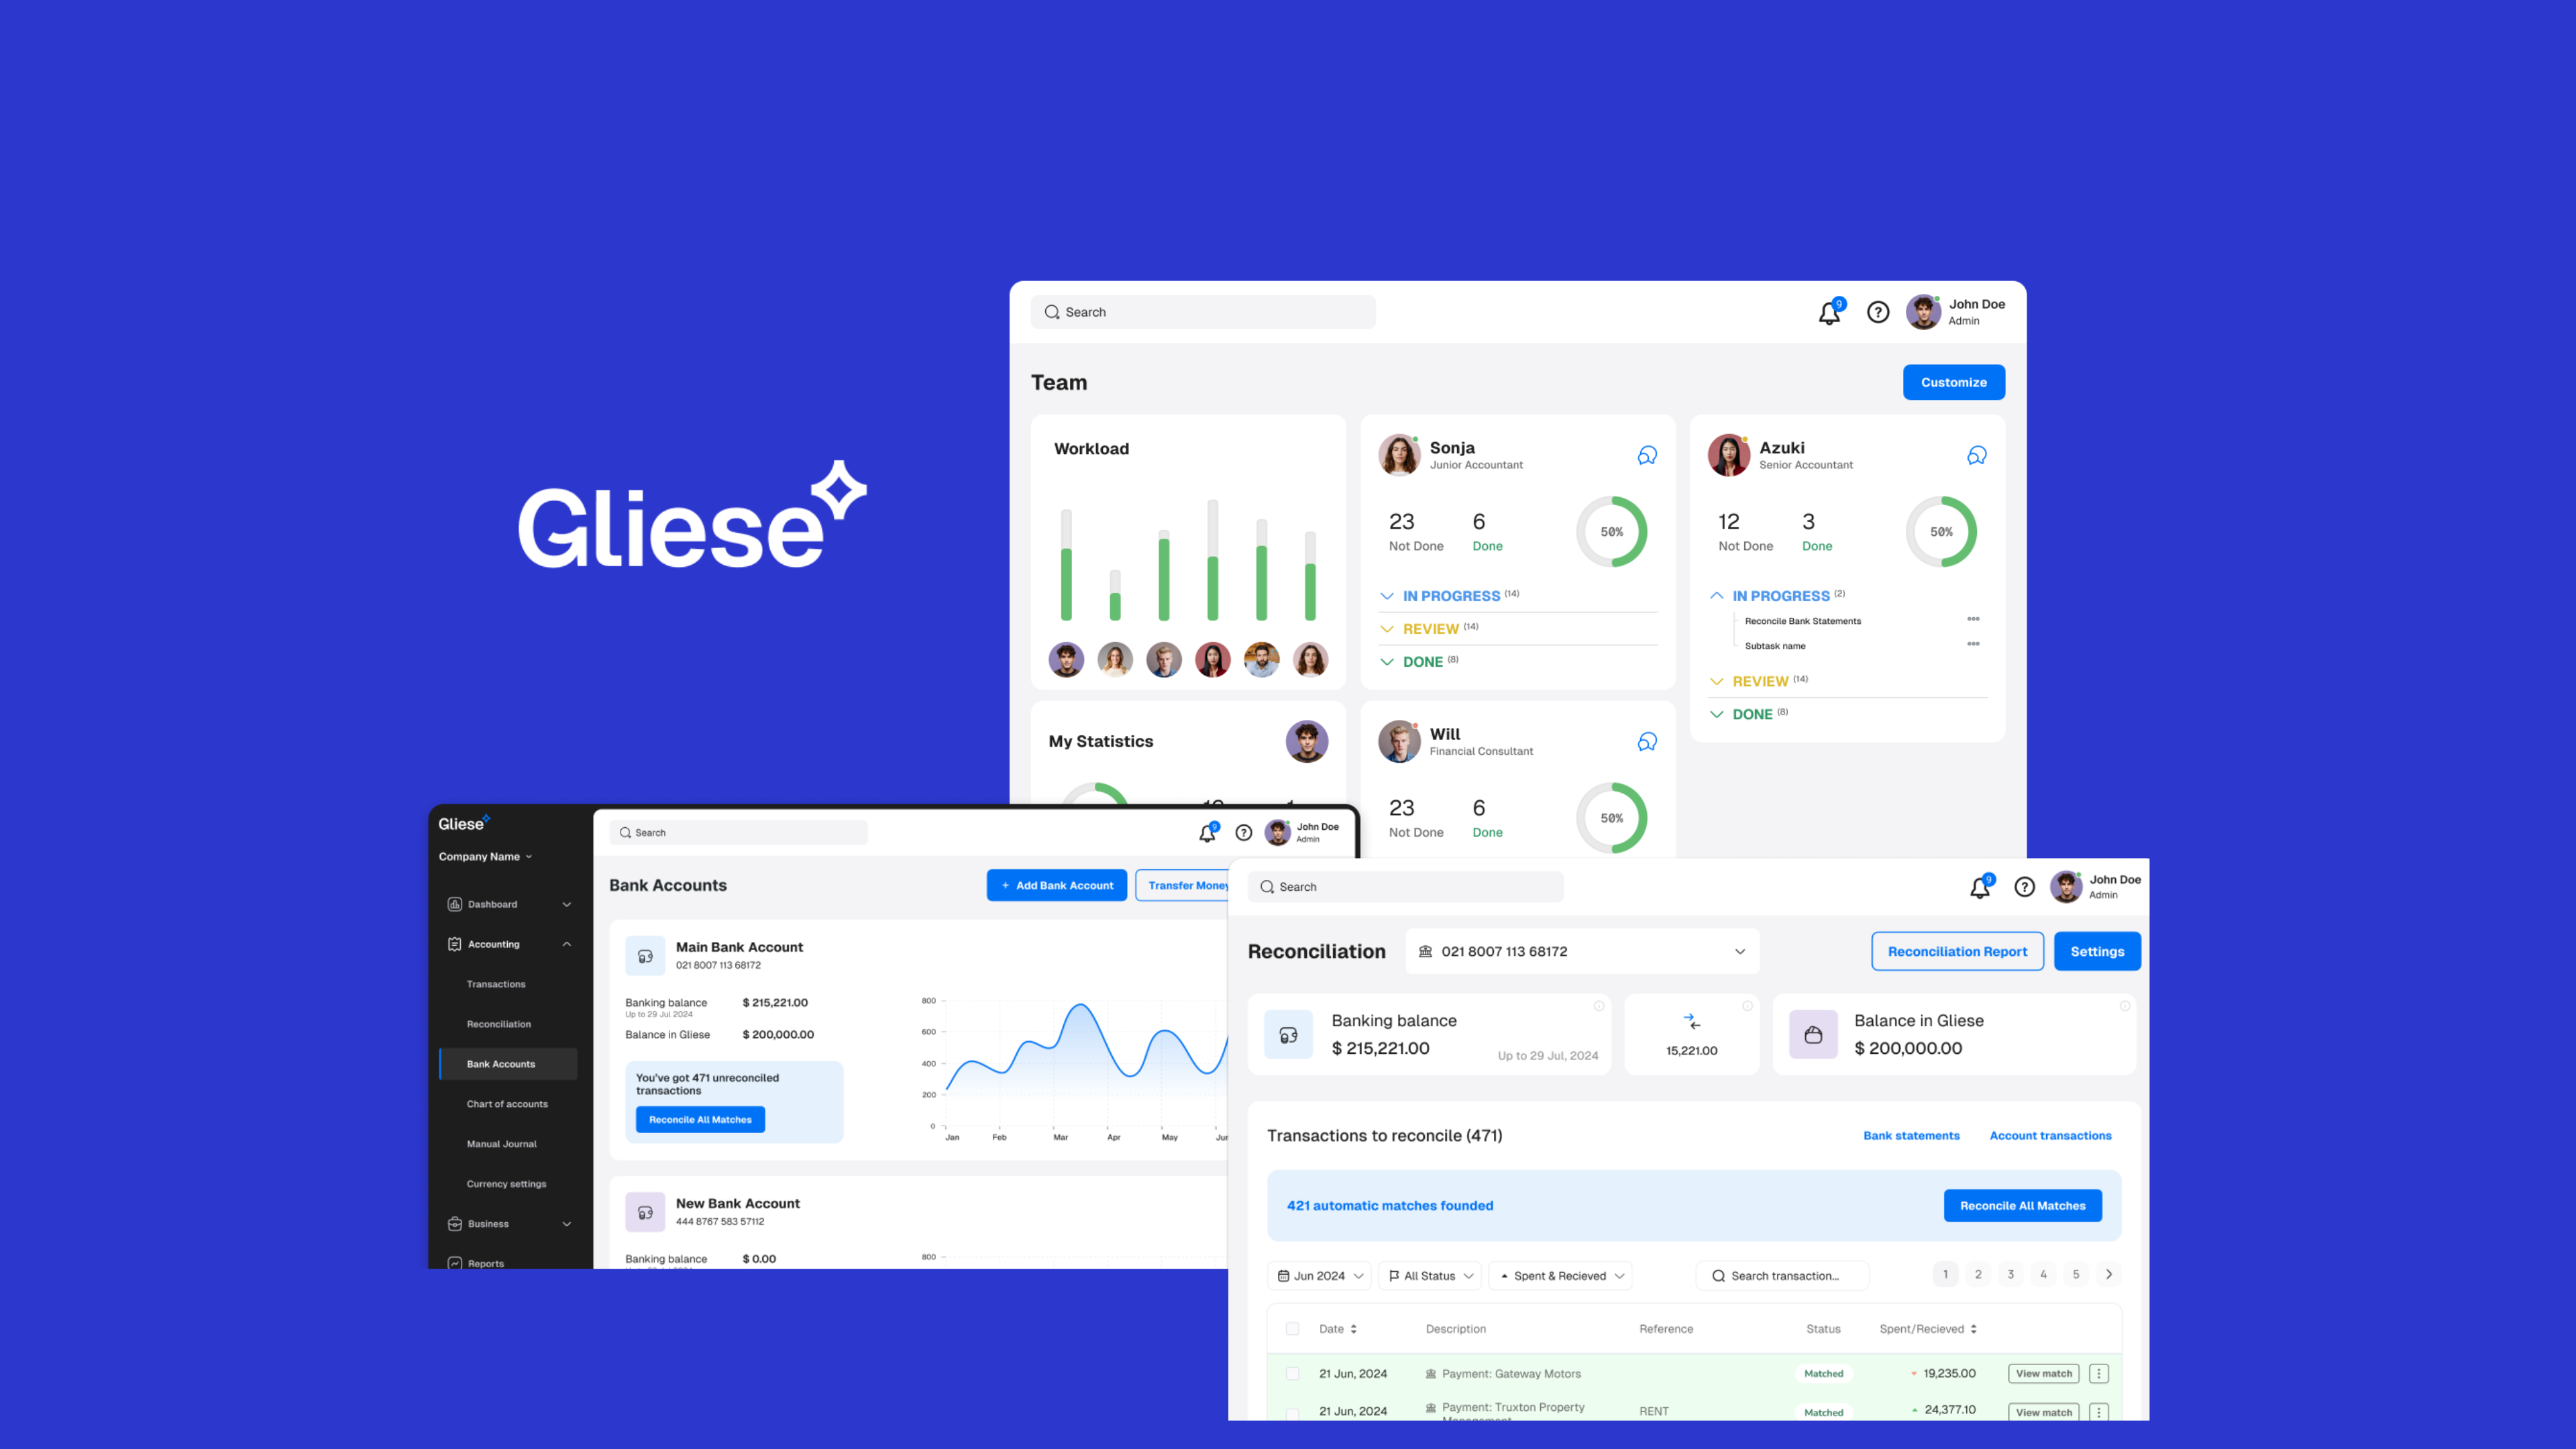 Gliese
Search
9
John Doe
Admin
Team
Customize
Workload
Sonja
Junior Accountant
23
6
Not Done
Done
50%
IN PROGRESS (14)
REVIEW (14)
DONE (8)
Azuki
Senior Accountant
12
3
Not Done
Done
50%
IN PROGRESS (2)
Reconcile Bank Statements
Subtask name
REVIEW (14)
DONE (8)
My Statistics
Will
Financial Consultant
23
6
Not Done
Done
50%
Gliese
Company Name
Dashboard
Accounting
Transactions
Reconciliation
Bank Accounts
Chart of accounts
Manual Journal
Currency settings
Business
Reports
Search
9
John Doe
Admin
Bank Accounts
+ Add Bank Account
Transfer Money
Main Bank Account
021 8007 113 68172
Banking balance
$ 215,221.00
Up to 29 Jul 2024
Balance in Gliese
$ 200,000.00
You've got 471 unreconciled
transactions
Reconcile All Matches
800
600
400
200
0
Jan
Feb
Mar
Apr
May
New Bank Account
444 8767 583 57112
Banking balance
$ 0.00
800
Search
9
John Doe
Admin
Reconciliation
021 8007 113 68172
Reconciliation Report
Settings
Banking balance
$ 215,221.00
Up to 29 Jul, 2024
15,221.00
Balance in Gliese
$ 200,000.00
Transactions to reconcile (471)
Bank statements
Account transactions
421 automatic matches founded
Reconcile All Matches
Jun 2024
All Status
Spent & Recieved
Search transaction...
1 2 3 4 5
Date
Description
Reference
Status
Spent/Recieved
21 Jun, 2024
Payment: Gateway Motors
Matched
19,235.00
View match
21 Jun, 2024
Payment: Truxton Property
RENT
Matched
24,377.10
View match